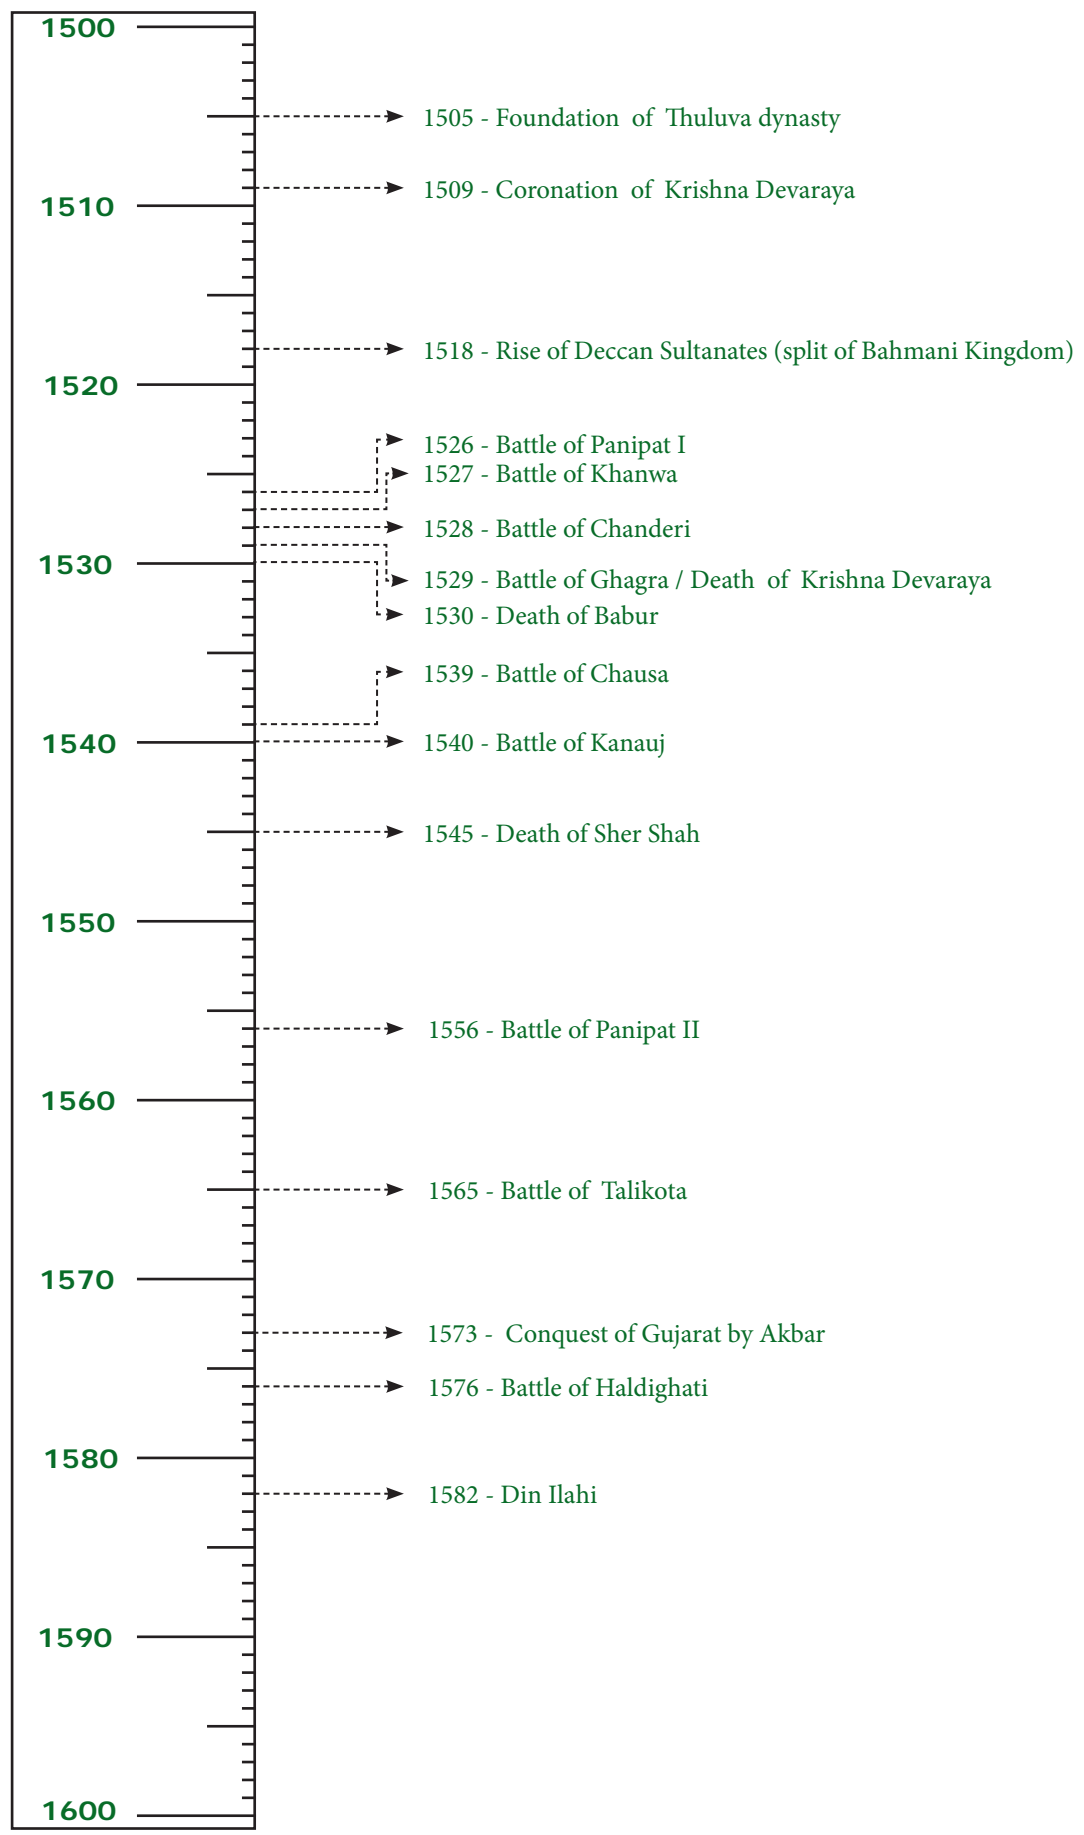 1500
1505 - Foundation of Thuluva dynasty
1509 - Coronation of Krishna Devaraya
1510
1518 - Rise of Deccan Sultanates (split of Bahmani Kingdom)
1520
1526 - Battle of Panipat I
1527 - Battle of Khanwa
1528 - Battle of Chanderi
1530
1529 - Battle of Ghagra / Death of Krishna Devaraya
1530 - Death of Babur
1539 - Battle of Chausa
1540
1540 - Battle of Kanauj
1545 - Death of Sher Shah
1550
1556 - Battle of Panipat II
1560
1565 - Battle of Talikota
1570
1573 - Conquest of Gujarat by Akbar
1576 - Battle of Haldighati
1580
1582 - Din Ilahi
1590
1600